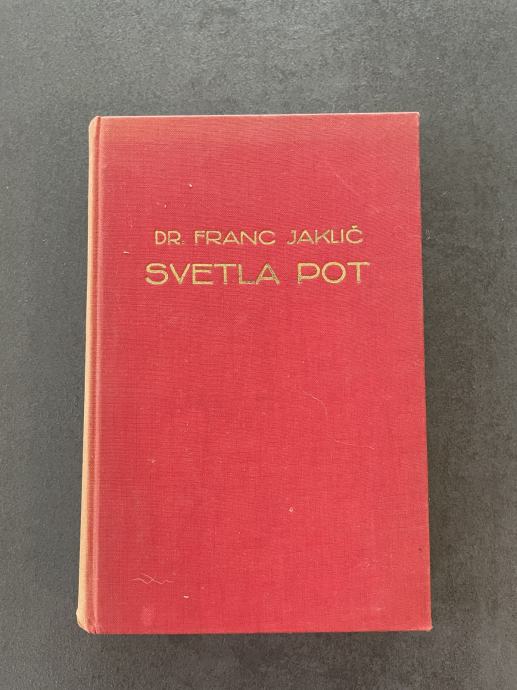 DR. FRANC JAKLIČ
SVETLA POT